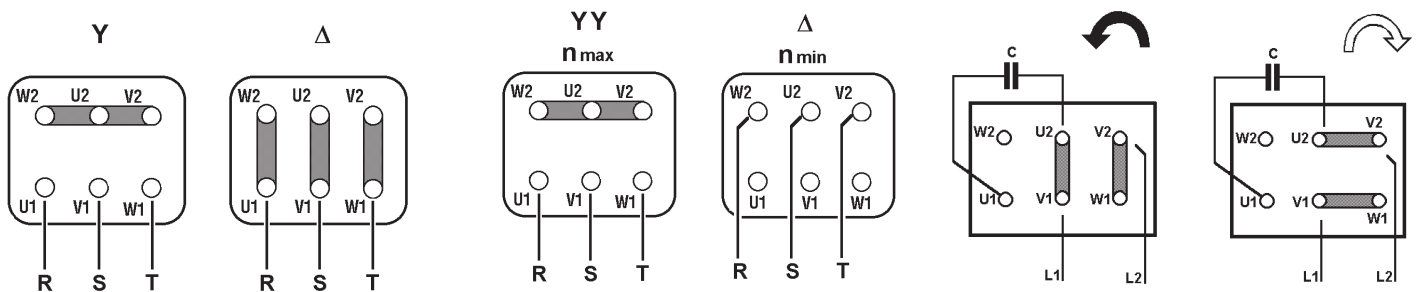 Y
W2 U2 V2
U1 V1 W1
R S T
Δ
W2 U2 V2
U1 V1 W1
R S T
YY
n max
W2 U2 V2
U1 V1 W1
R S T
Δ
n min
W2 U2 V2
U1 V1 W1
R S T
C
W2 U2 V2
U1 V1 W1
L1 L2
C
W2 U2 V2
U1 V1 W1
L1 L2